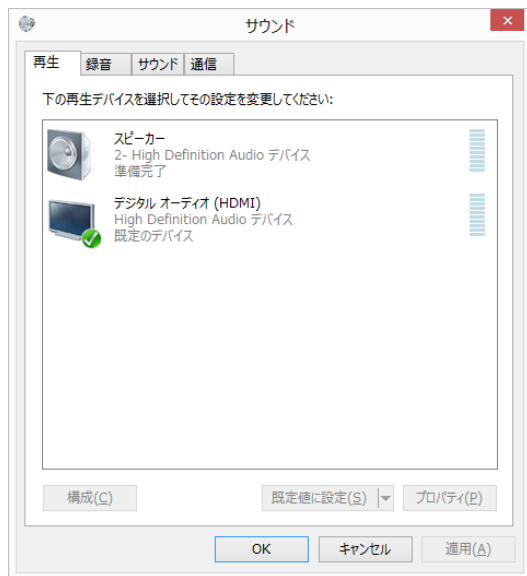 サウンド
再生 録音 サウンド 通信
下の再生デバイスを選択してその設定を変更してください:
スピーカー
2- High Definition Audio デバイス
準備完了
デジタル オーディオ (HDMI)
High Definition Audio デバイス
既定のデバイス
構成(C) 既定値に設定(S) プロパティ(P)
OK キャンセル 適用(A)